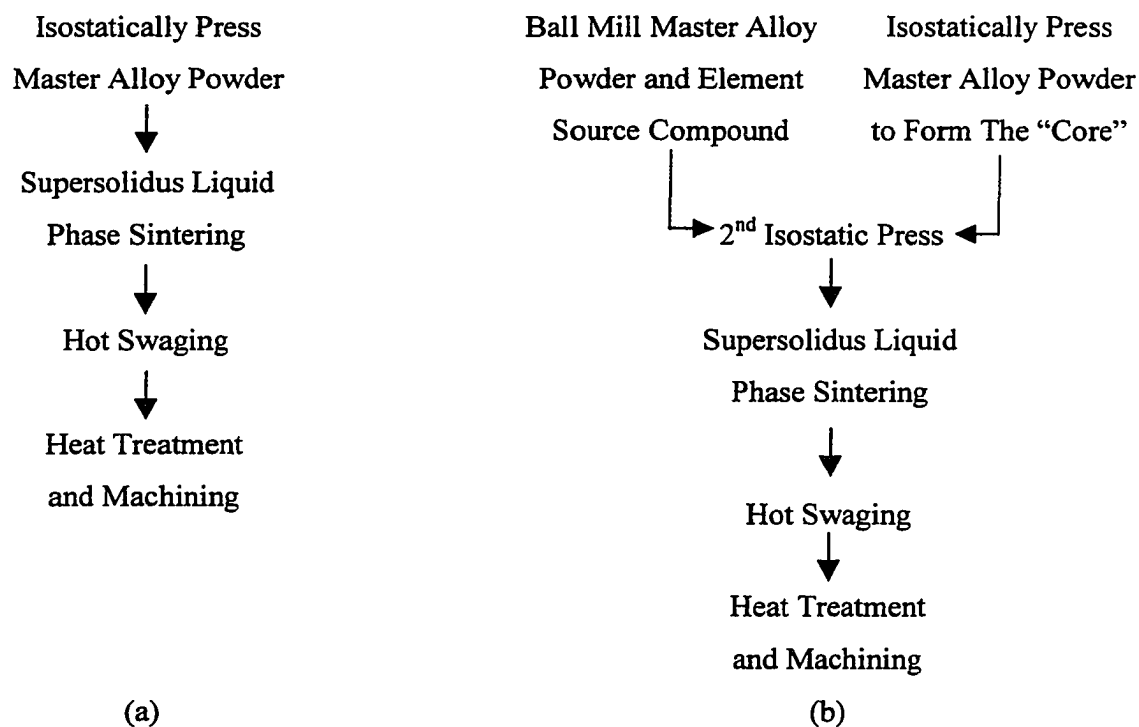 Isostatically Press
Master Alloy Powder
Supersolidus Liquid
Phase Sintering
Hot Swaging
Heat Treatment
and Machining
(a)
Ball Mill Master Alloy
Powder and Element
Source Compound
Isostatically Press
Master Alloy Powder
to Form The “Core”
2nd Isostatic Press
Supersolidus Liquid
Phase Sintering
Hot Swaging
Heat Treatment
and Machining
(b)